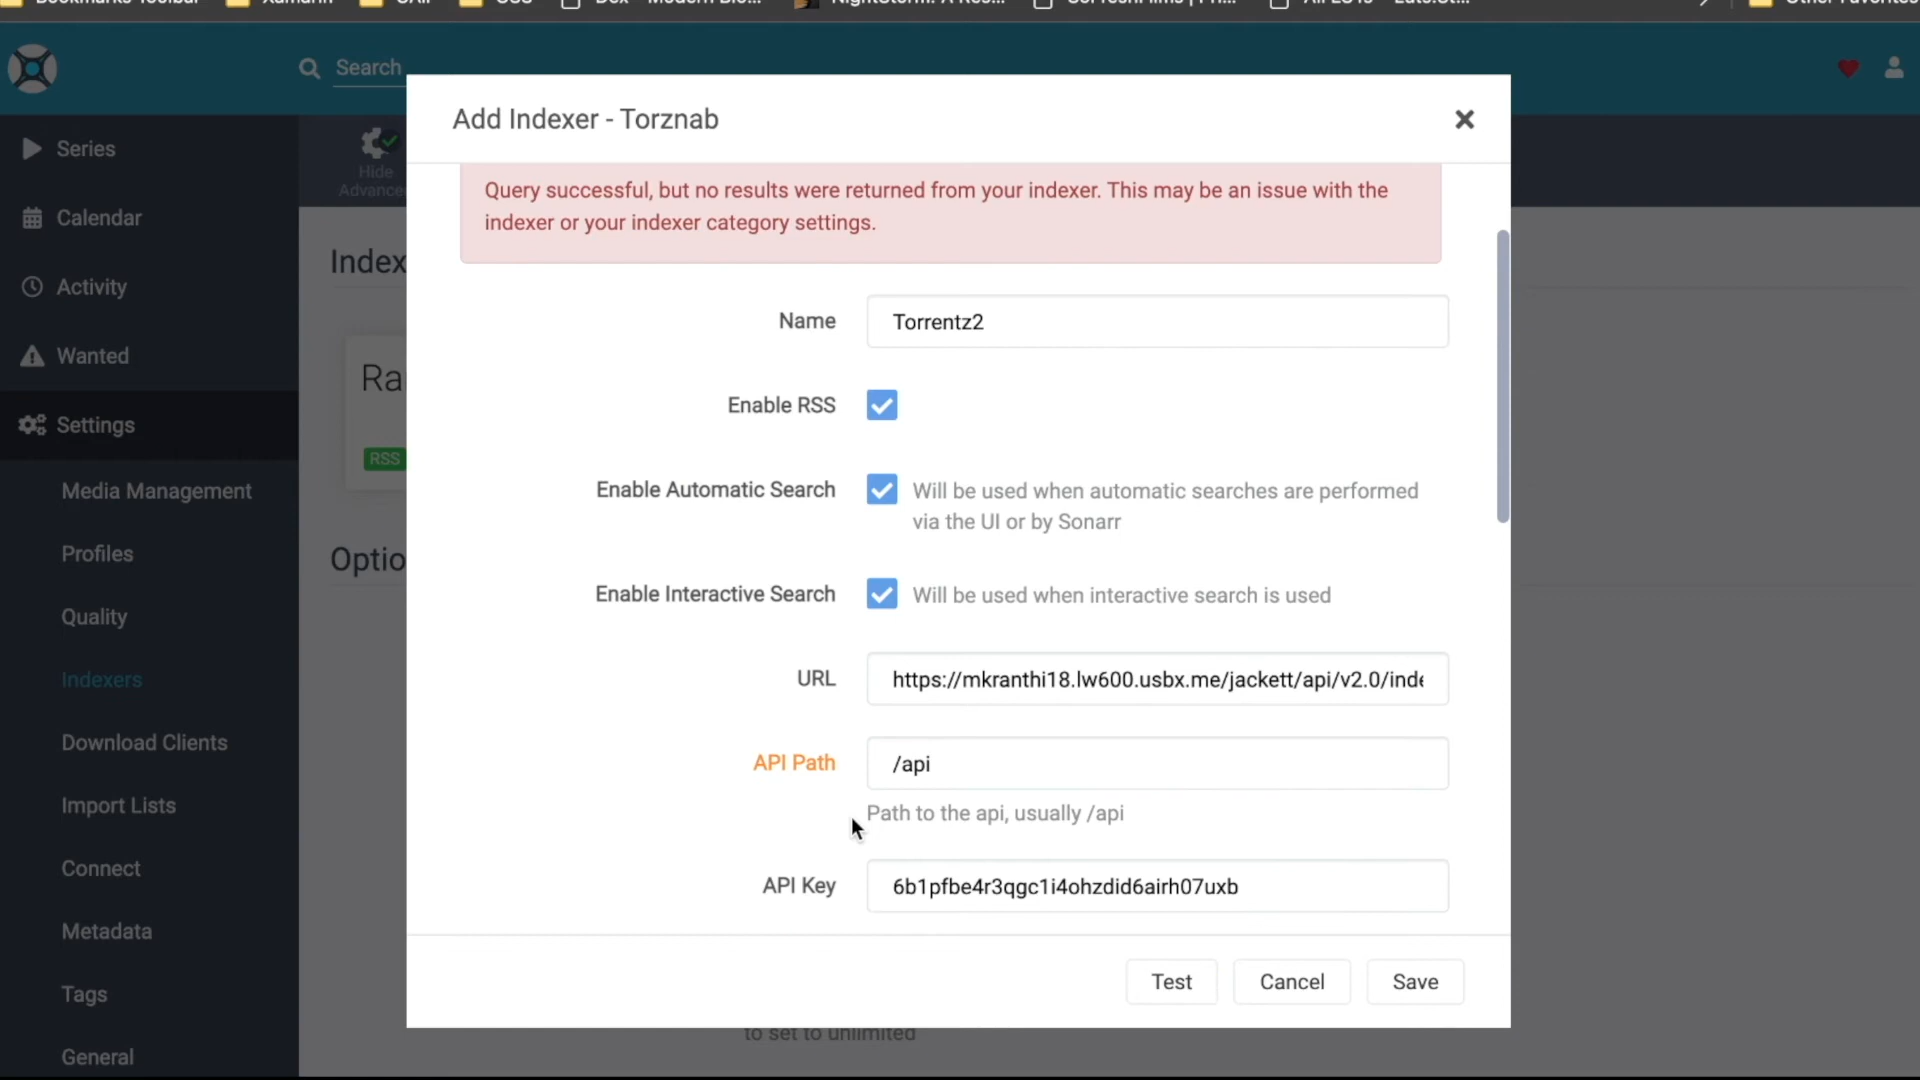 Search
Add Indexer - Torznab
Series
Hide
Calendar
Query successful, but no results were returned from your indexer. This may be an issue with the
indexer or your indexer category settings.
Activity
Name
Torrentz2
Wanted
Enable RSS
Settings
RSS
Media Management
Enable Automatic Search
Will be used when automatic searches are performed
via the UI or by Sonarr
Profiles
Enable Interactive Search
Will be used when interactive search is used
Quality
Indexers
URL
https://mkranthi18.lw600.usbx.me/jackett/api/v2.0/inde
Download Clients
API Path
/api
Path to the api, usually /api
Import Lists
Connect
API Key
6b1pfbe4r3qgc1i4ohzdid6airh07uxb
Metadata
Tags
Test
Cancel
Save
General
to set to unlimited